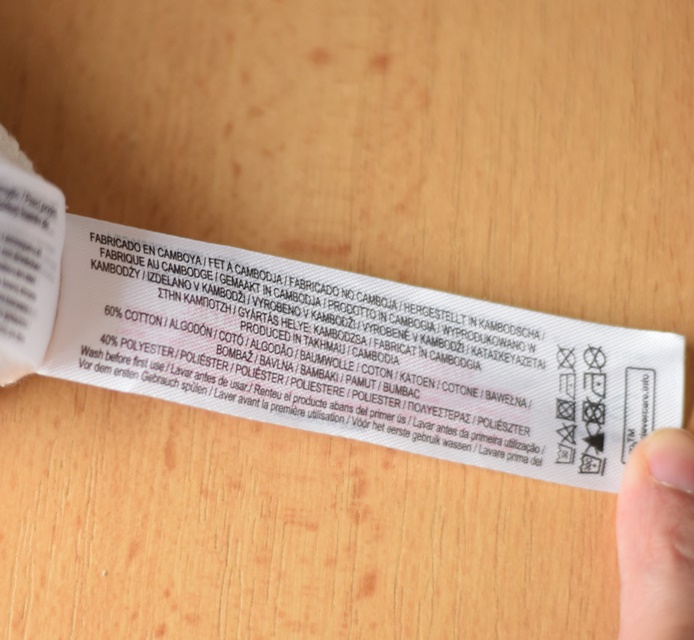 FABRICADO EN CAMBOYA / FET A CAMBODJA / FABRICADO NO CAMBOJA / HERGESTELLT IN KAMBODSCHA /
FABRIQUE AU CAMBODGE / GEMAAKT IN CAMBODJA / PRODOTTO IN CAMBOGIA / WYPRODUKOWANO W
KAMBODŻY / IZDELANO V KAMBODŽI / VYROBENO V KAMBODŽI / VYROBENÉ V KAMBODŽI / ΚΑΤΑΣΚΕΥΑΖΕΤΑΙ
ΣΤΗΝ ΚΑΜΠΟΤΖΗ / GYÁRTÁS HELYE: KAMBODZSA / FABRICAT ÎN CAMBODGIA
PRODUCED IN TAKHMAU / CAMBODIA
60% COTTON / ALGODÓN / COTÓ / ALGODÃO / BAUMWOLLE / COTON / KATOEN / COTONE / BAWEŁNA /
BOMBAŽ / BAVLNA / ΒΑΜΒΑΚΙ / PAMUT / BUMBAC
40% POLYESTER / POLIÉSTER / POLIÈSTER / POLIESTERE / POLIESTER / ΠΟΛΥΕΣΤΕΡΑΣ / POLIÉSZTER
Wash before first use / Lavar antes de usar / Renteu el producte abans del primer ús / Lavar antes da primeira utilização /
Vor dem ersten Gebrauch spülen / Laver avant la première utilisation / Vóór het eerste gebruik wassen / Lavare prima del
TM